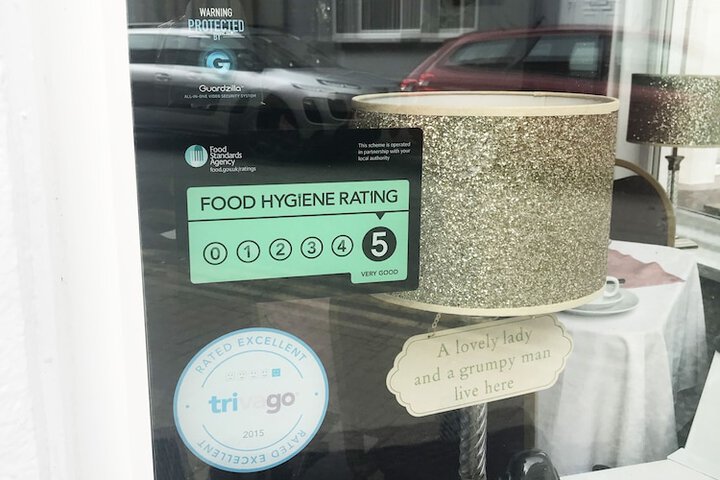 WARNING
PROTECTED
BY
G
Guardzilla
ALL-IN-ONE VIDEO SECURITY SYSTEM
Food
Standards
Agency
food.gov.uk/ratings
This scheme is operated
in partnership with your
local authority
FOOD HYGIENE RATING
0 1 2 3 4 5
VERY GOOD
A lovely lady
and a grumpy man
live here
RATED EXCELLENT
trivago
2015
RATED EXCELLENT